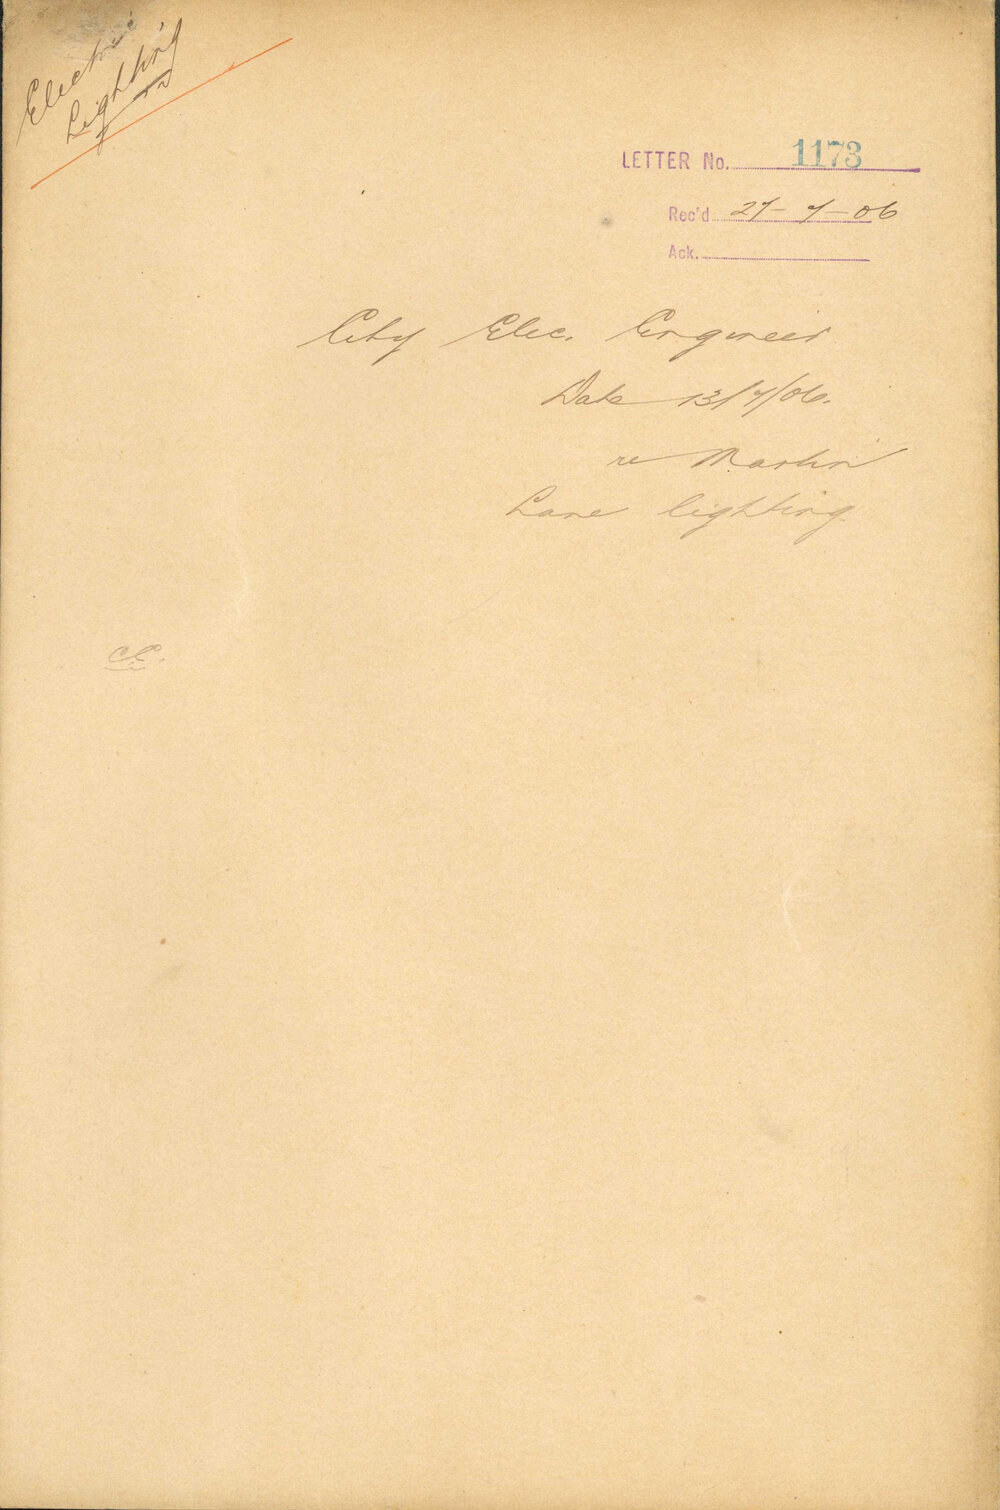 Electric
Lighting
LETTER No. 1173
Rec'd 27-7-06
Ack.
City Elec. Engineer
Date 13/7/06.
re Martin
Lane lighting